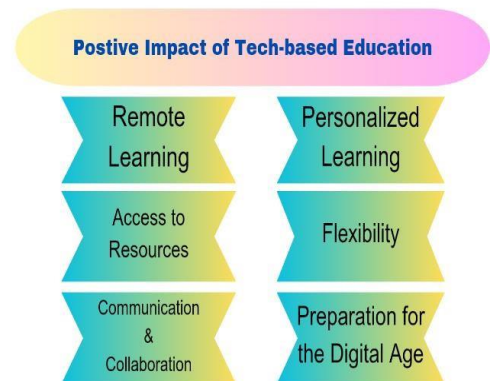 Postive Impact of Tech-based Education
Remote
Learning
Personalized
Learning
Access to
Resources
Flexibility
Communication
&
Collaboration
Preparation for
the Digital Age